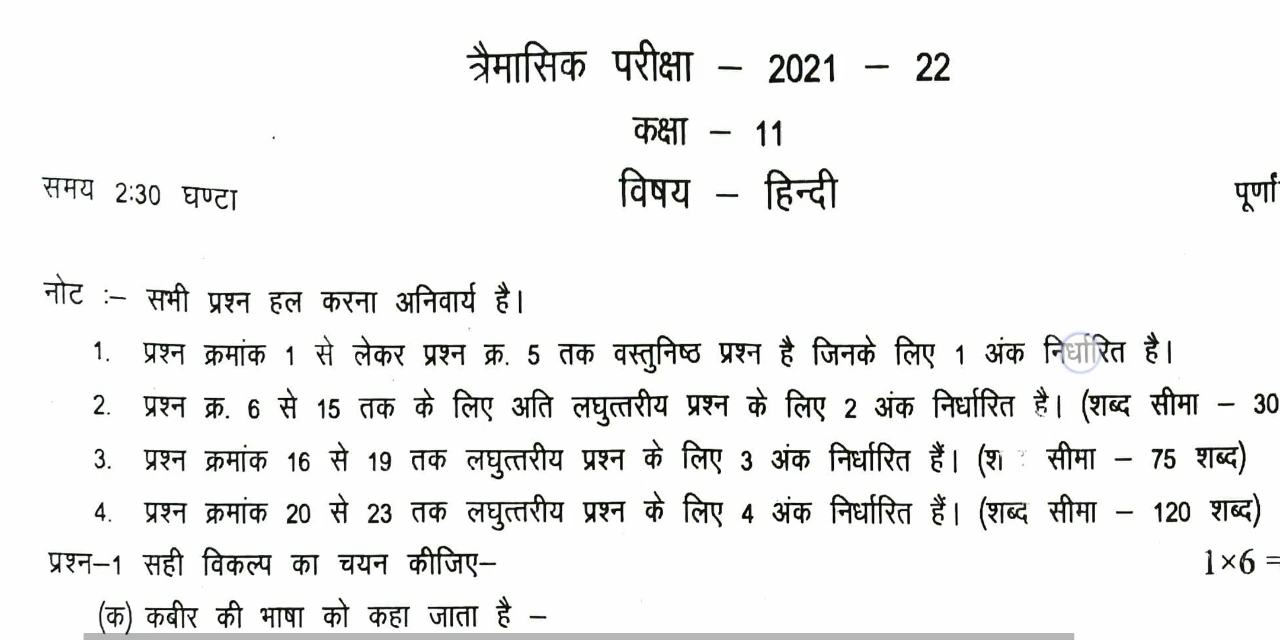 त्रैमासिक परीक्षा – 2021 – 22
कक्षा – 11
समय 2:30 घण्टा विषय – हिन्दी
नोट :– सभी प्रश्न हल करना अनिवार्य है।
1. प्रश्न क्रमांक 1 से लेकर प्रश्न क्र. 5 तक वस्तुनिष्ठ प्रश्न है जिनके लिए 1 अंक निर्धारित है।
2. प्रश्न क्र. 6 से 15 तक के लिए अति लघुत्तरीय प्रश्न के लिए 2 अंक निर्धारित है। (शब्द सीमा – 30
3. प्रश्न क्रमांक 16 से 19 तक लघुत्तरीय प्रश्न के लिए 3 अंक निर्धारित हैं। सीमा – 75 शब्द)
4. प्रश्न क्रमांक 20 से 23 तक लघुत्तरीय प्रश्न के लिए 4 अंक निर्धारित हैं। (शब्द सीमा – 120 शब्द)
प्रश्न–1 सही विकल्प का चयन कीजिए– 1×6 =
(क) कबीर की भाषा को कहा जाता है –